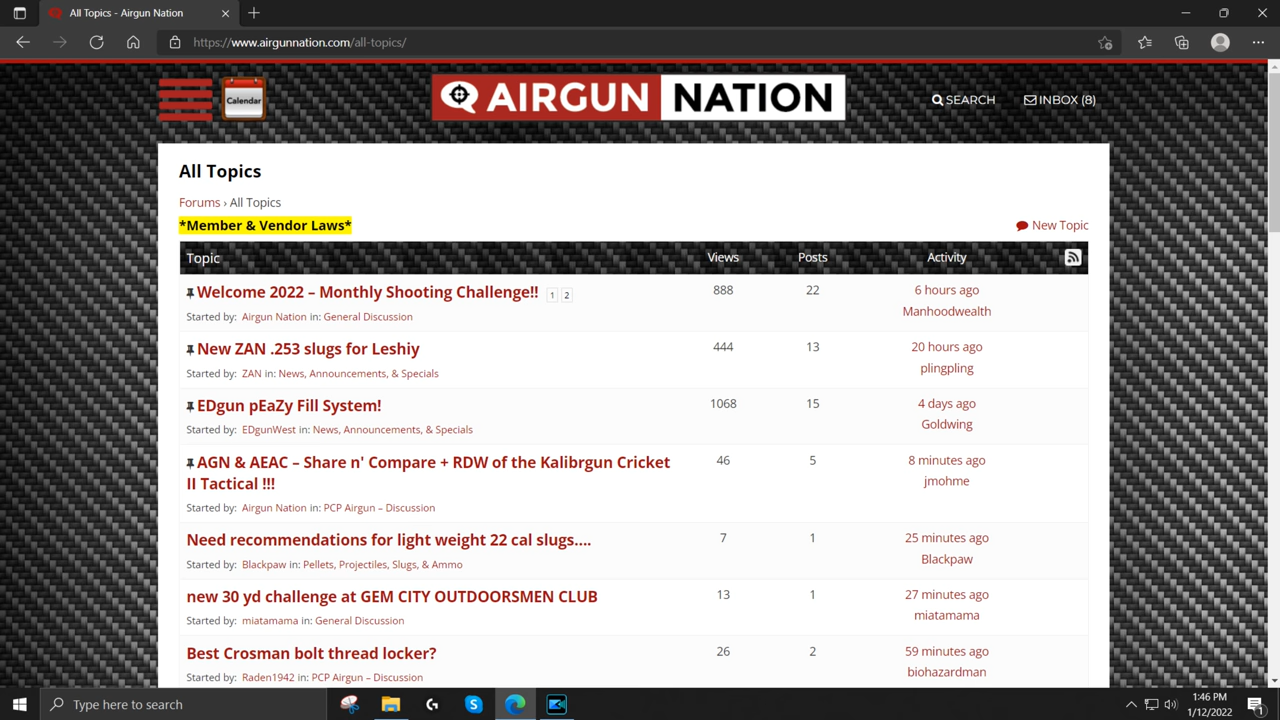 All Topics - Airgun Nation
https://www.airgunnation.com/all-topics/
Calendar
AIRGUN NATION
SEARCH
INBOX (8)
All Topics
Forums › All Topics
*Member & Vendor Laws*
New Topic
Topic Views Posts Activity
Welcome 2022 – Monthly Shooting Challenge!! 1 2 888 22 6 hours ago
Started by: Airgun Nation in: General Discussion Manhoodwealth
New ZAN .253 slugs for Leshiy 444 13 20 hours ago
Started by: ZAN in: News, Announcements, & Specials plingpling
EDgun pEaZy Fill System! 1068 15 4 days ago
Started by: EDgunWest in: News, Announcements, & Specials Goldwing
AGN & AEAC – Share n' Compare + RDW of the Kalibrgun Cricket 46 5 8 minutes ago
II Tactical !!! jmohme
Started by: Airgun Nation in: PCP Airgun – Discussion
Need recommendations for light weight 22 cal slugs.... 7 1 25 minutes ago
Started by: Blackpaw in: Pellets, Projectiles, Slugs, & Ammo Blackpaw
new 30 yd challenge at GEM CITY OUTDOORSMEN CLUB 13 1 27 minutes ago
Started by: miatamama in: General Discussion miatamama
Best Crosman bolt thread locker? 26 2 59 minutes ago
Started by: Raden1942 in: PCP Airgun – Discussion biohazardman
Type here to search
1:46 PM
1/12/2022
1